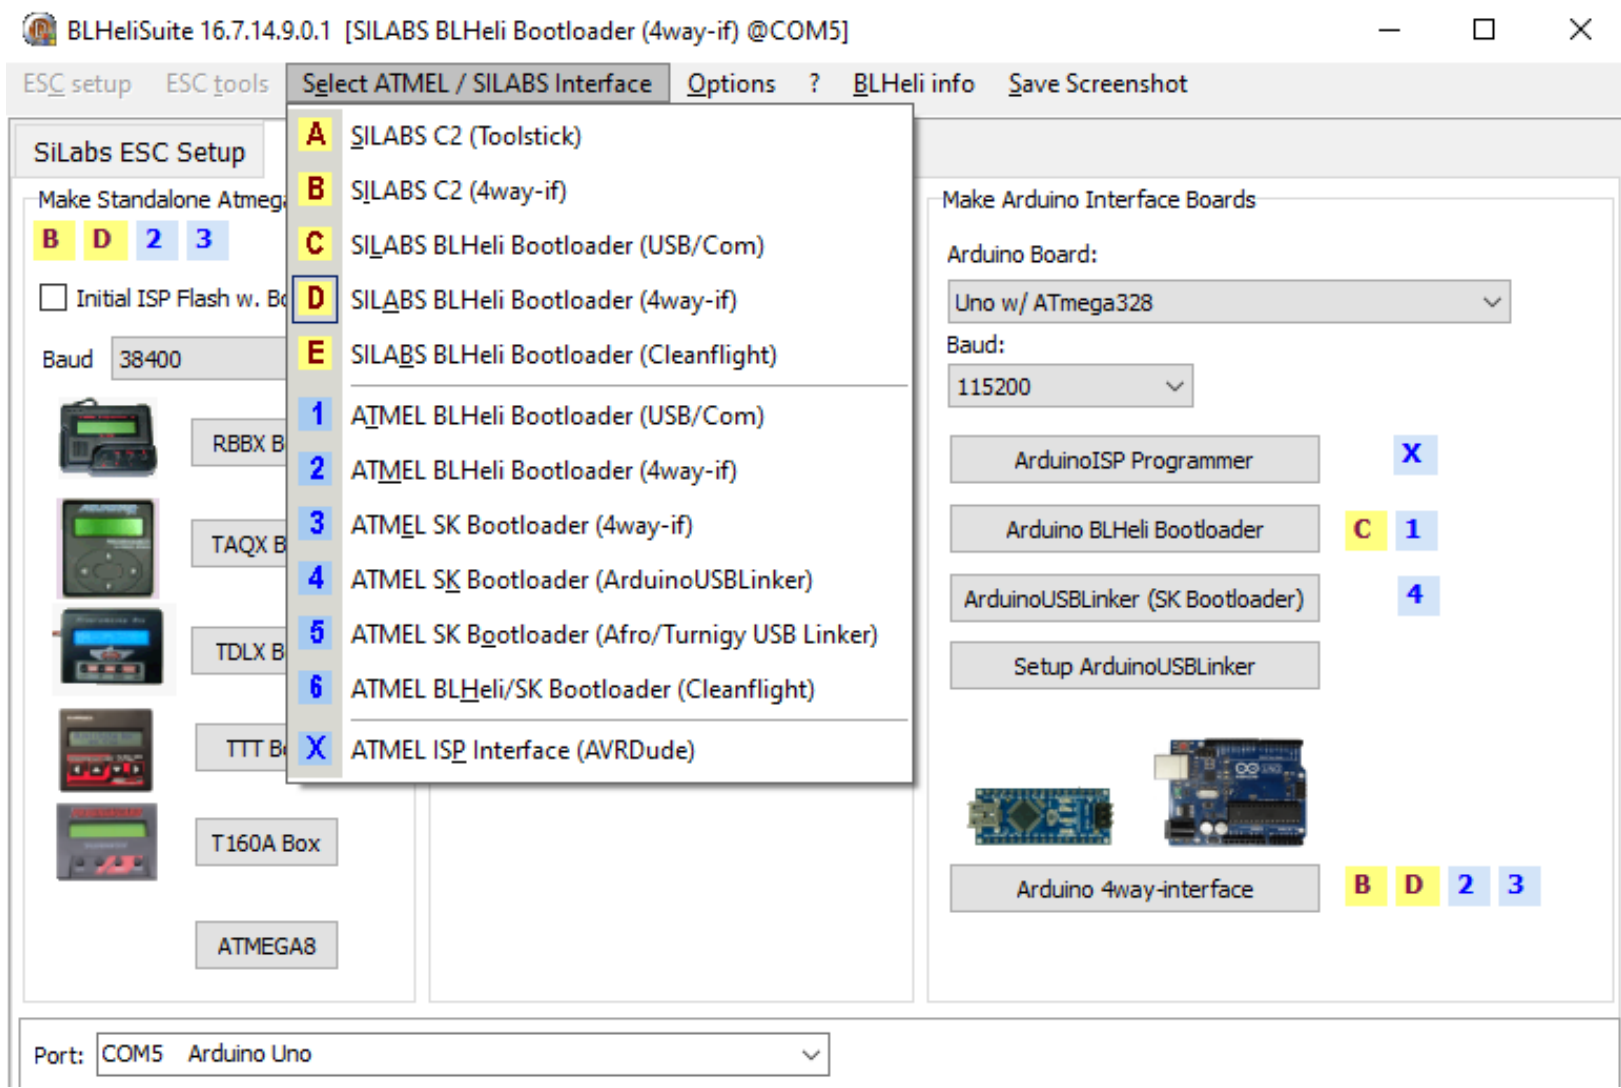 BLHeliSuite 16.7.14.9.0.1 [SILABS BLHeli Bootloader (4way-if) @COM5]
ESC setup ESC tools Select ATMEL / SILABS Interface Options ? BLHeli info Save Screenshot
SiLabs ESC Setup
A SILABS C2 (Toolstick)
B SILABS C2 (4way-if)
C SILABS BLHeli Bootloader (USB/Com)
D SILABS BLHeli Bootloader (4way-if)
E SILABS BLHeli Bootloader (Cleanflight)
1 ATMEL BLHeli Bootloader (USB/Com)
2 ATMEL BLHeli Bootloader (4way-if)
3 ATMEL SK Bootloader (4way-if)
4 ATMEL SK Bootloader (ArduinoUSBLinker)
5 ATMEL SK Bootloader (Afro/Turnigy USB Linker)
6 ATMEL BLHeli/SK Bootloader (Cleanflight)
X ATMEL ISP Interface (AVRDude)
Make Standalone Atmeg
B D 2 3
Initial ISP Flash w. Bo
Baud 38400
RBBX B
TAQX B
TDLX B
TTT B
T160A Box
ATMEGA8
Make Arduino Interface Boards
Arduino Board:
Uno w/ ATmega328
Baud:
115200
ArduinoISP Programmer X
Arduino BLHeli Bootloader C 1
ArduinoUSBLinker (SK Bootloader) 4
Setup ArduinoUSBLinker
Arduino 4way-interface B D 2 3
Port: COM5 Arduino Uno